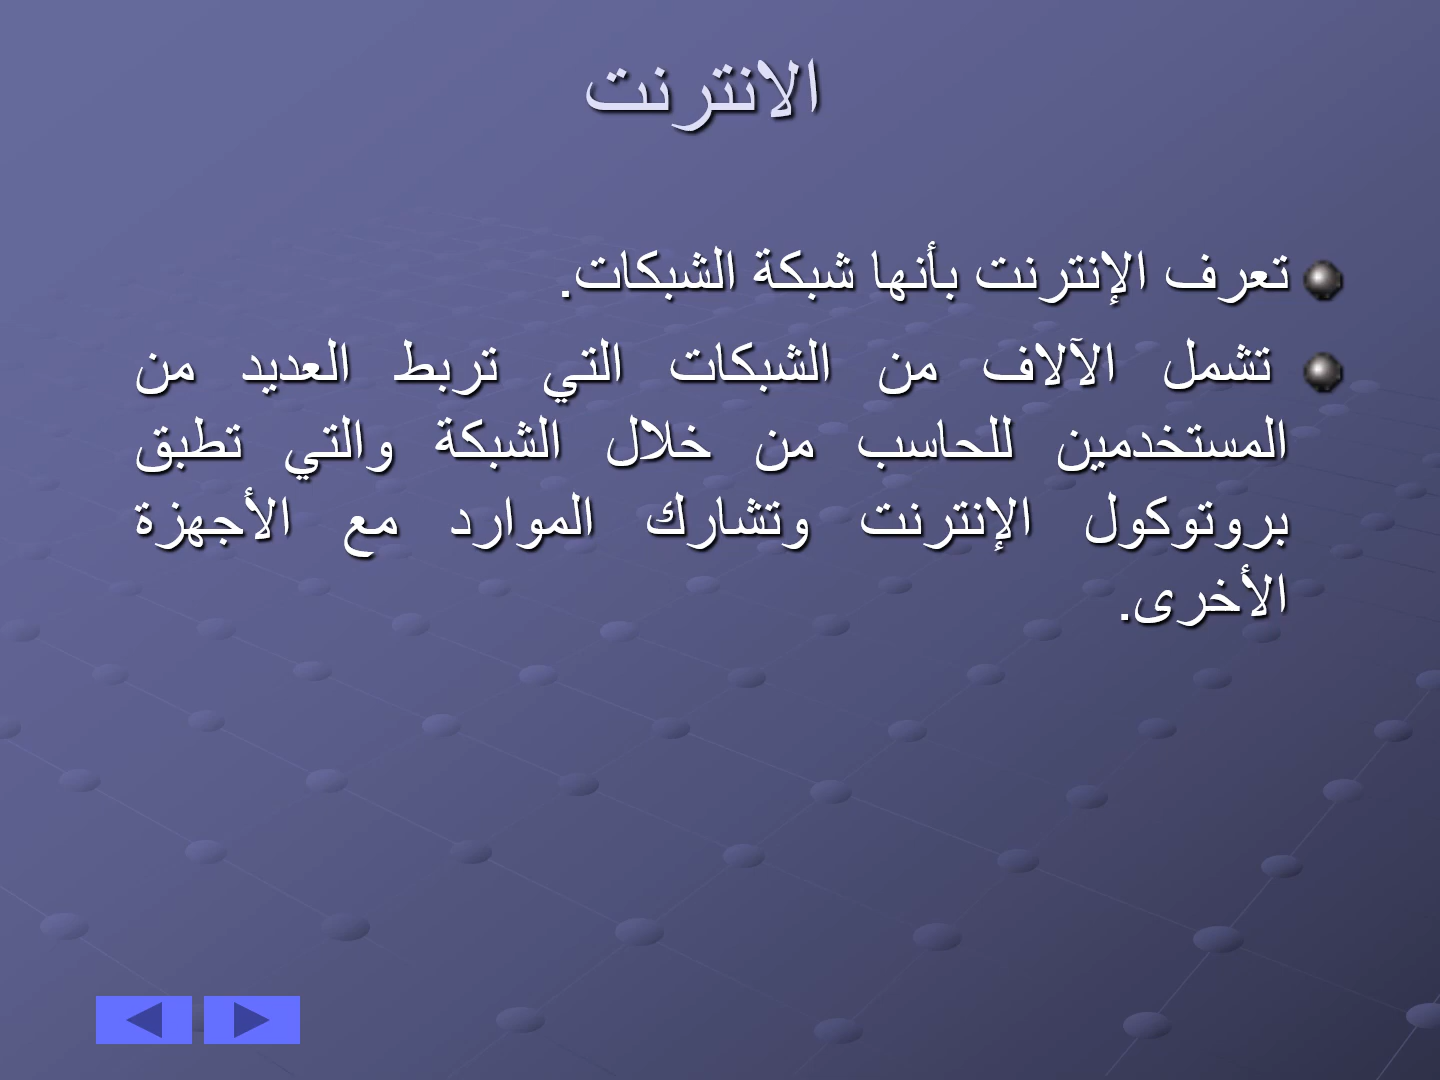 الانترنت
تعرف الإنترنت بأنها شبكة الشبكات.
تشمل الآلاف من الشبكات التي تربط العديد من
المستخدمين للحاسب من خلال الشبكة والتي تطبق
بروتوكول الإنترنت وتشارك الموارد مع الأجهزة
الأخرى.